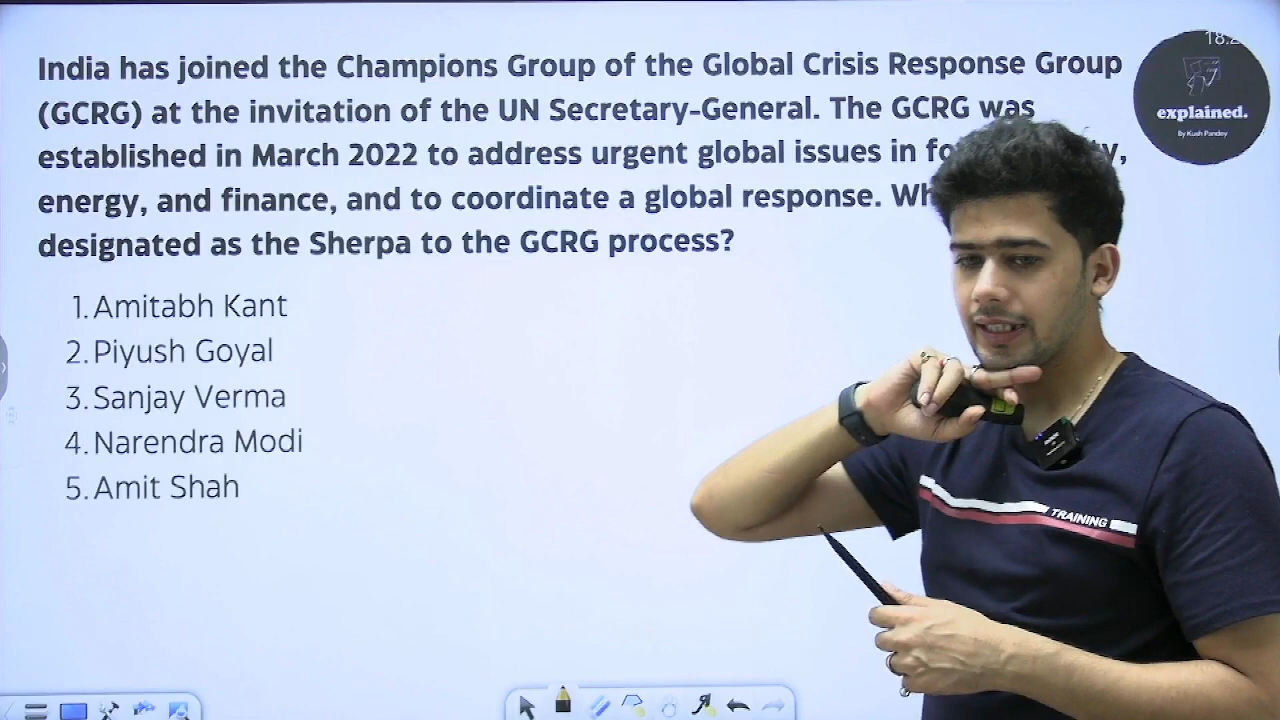 India has joined the Champions Group of the Global Crisis Response Group
(GCRG) at the invitation of the UN Secretary-General. The GCRG was
established in March 2022 to address urgent global issues in
energy, and finance, and to coordinate a global response.
designated as the Sherpa to the GCRG process?
1. Amitabh Kant
2. Piyush Goyal
3. Sanjay Verma
4. Narendra Modi
5. Amit Shah
explained.
By Kush Pandey
TRAINING